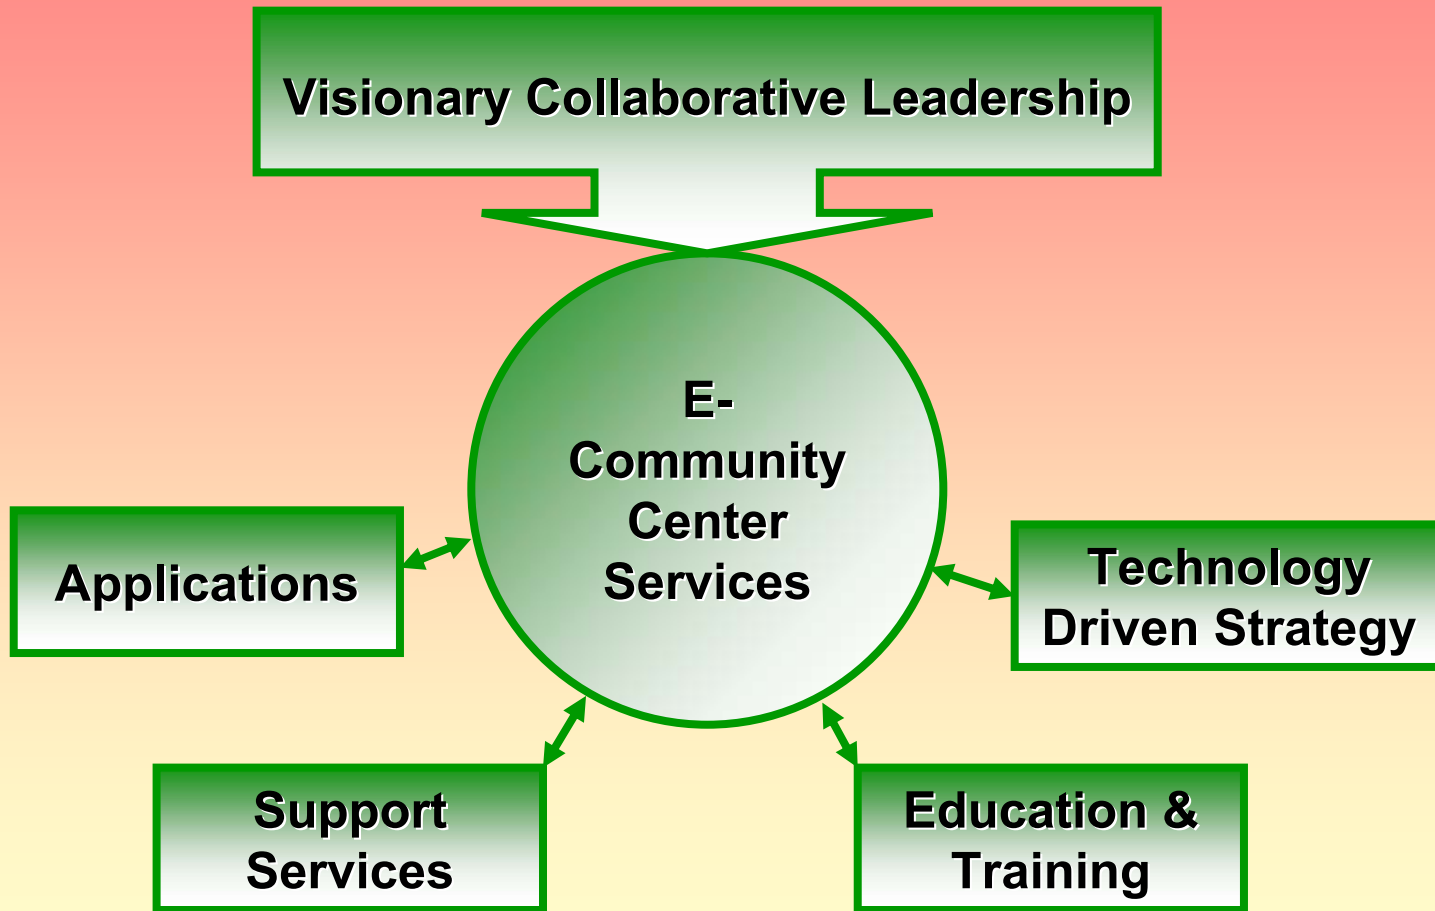 Visionary Collaborative Leadership
E-
Community
Center
Services
Applications
Technology
Driven Strategy
Support
Services
Education &
Training